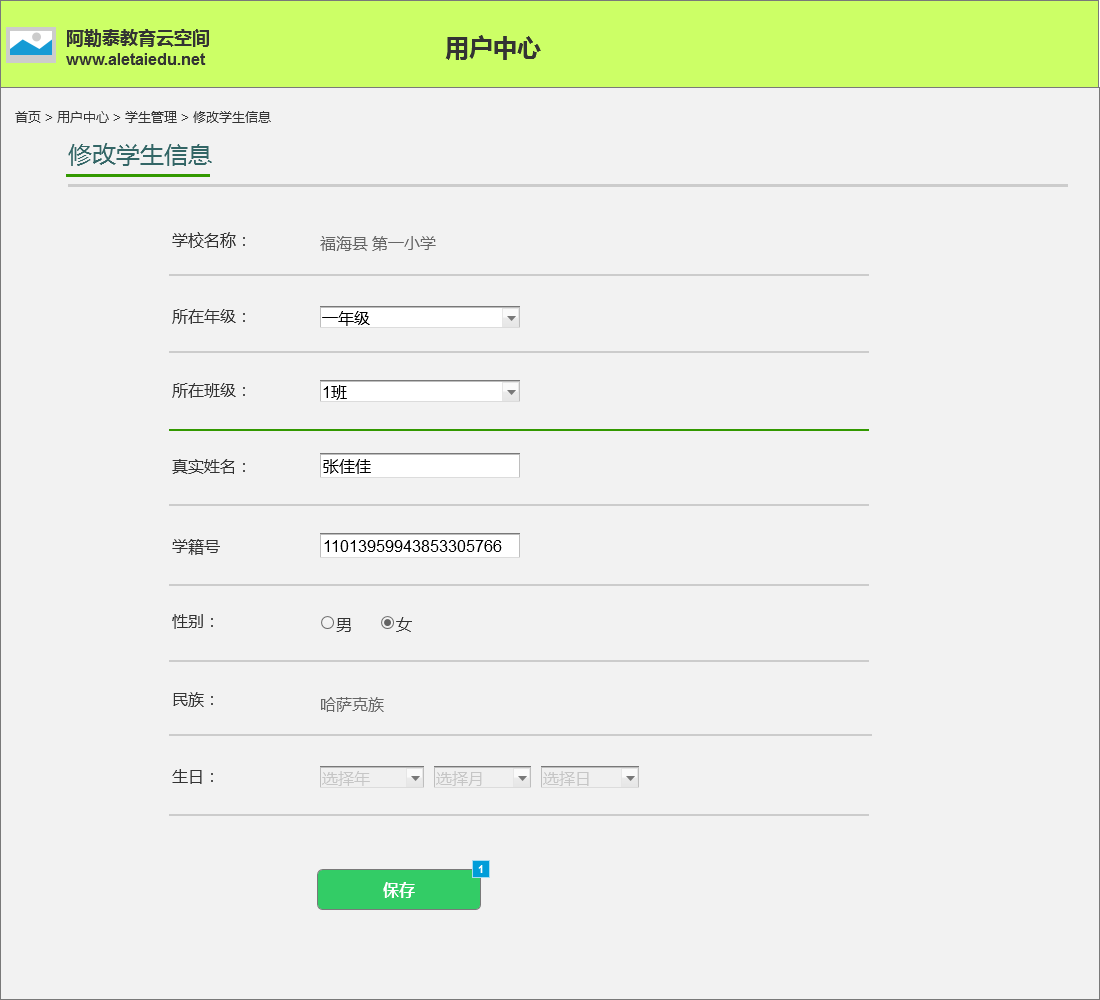 阿勒泰教育云空间
www.aletaiedu.net
用户中心
首页 > 用户中心 > 学生管理 > 修改学生信息
修改学生信息
学校名称： 福海县 第一小学
所在年级： 一年级
所在班级： 1班
真实姓名： 张佳佳
学籍号 11013959943853305766
性别： 男 女
民族： 哈萨克族
生日： 选择年 选择月 选择日
1
保存